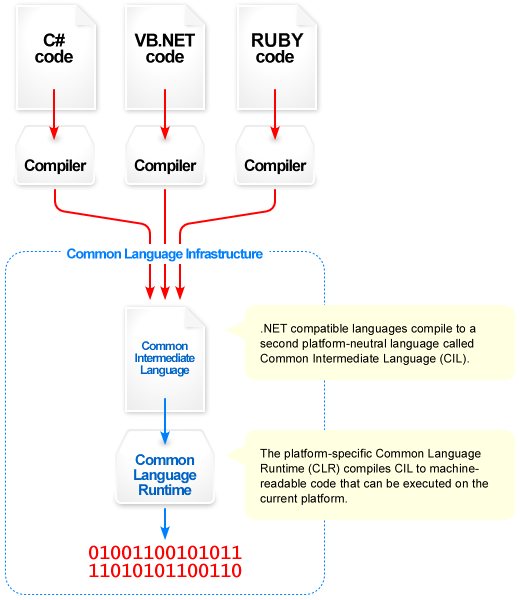 C#
code
VB.NET
code
RUBY
code
Compiler
Compiler
Compiler
Common Language Infrastructure
Common
Intermediate
Language
.NET compatible languages compile to a
second platform-neutral language called
Common Intermediate Language (CIL).
Common
Language
Runtime
The platform-specific Common Language
Runtime (CLR) compiles CIL to machine-
readable code that can be executed on the
current platform.
01001100101011
11010101100110